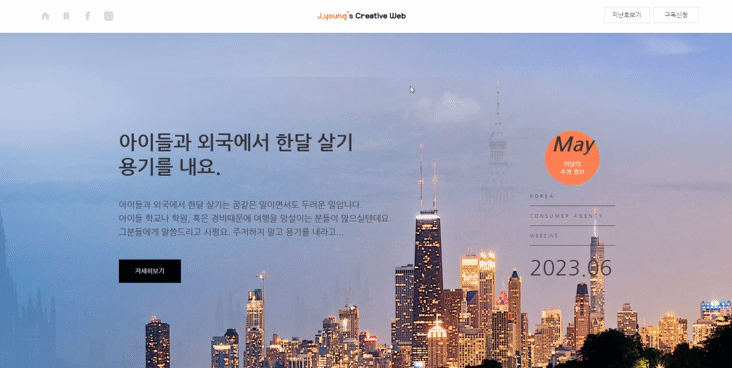 J.young's Creative Web
지난호보기
구독신청
아이들과 외국에서 한달 살기
용기를 내요.
아이들과 외국에서 한달 살기는 꿈같은 일이면서도 두려운 일입니다.
아이들 학교나 학원, 혹은 경비때문에 여행을 망설이는 분들이 많으실텐데요.
그분들에게 말씀드리고 시펑요. 주저하지 말고 용기를 내라고...
자세히보기
May
이달의
추천 정보
KOREA
CONSUMER AGENCY
WEBZINE
2023.06